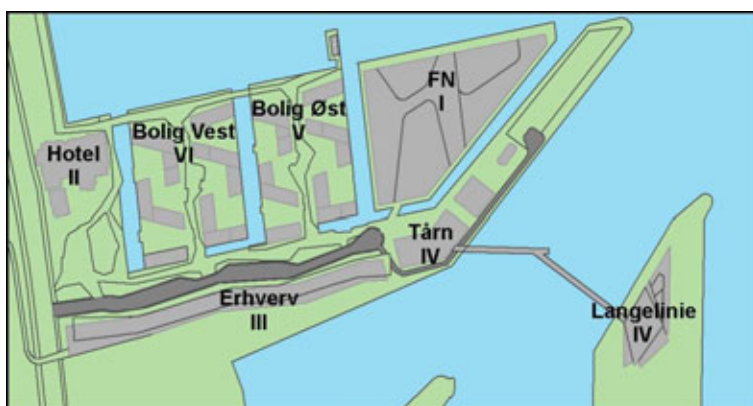 FN
I
Bolig Øst
V
Bolig Vest
VI
Hotel
II
Tårn
IV
Erhverv
III
Langelinie
IV